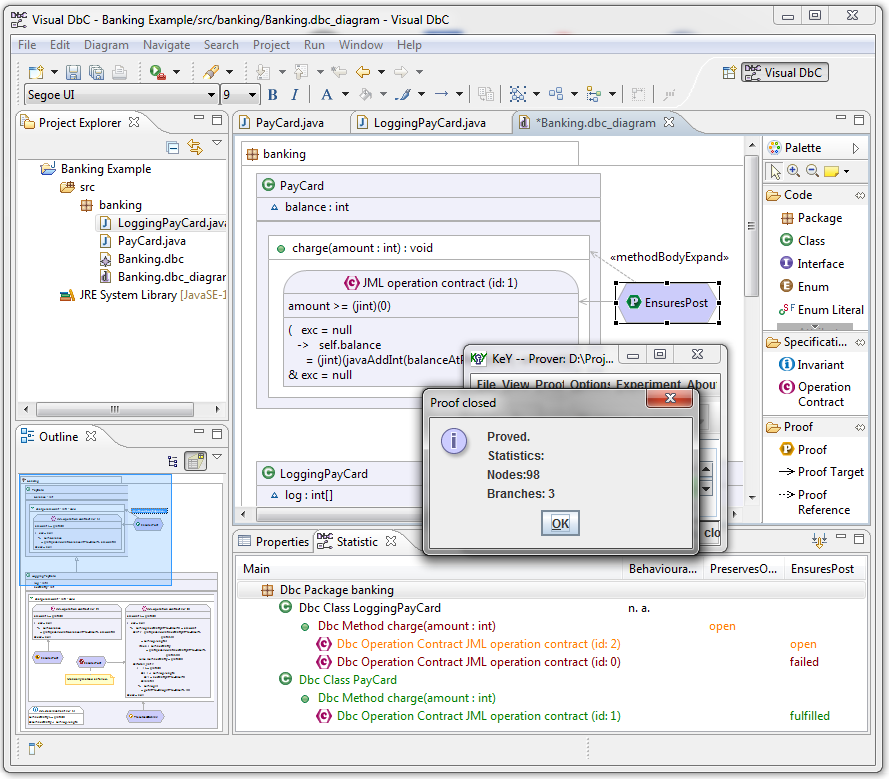 Visual DbC - Banking Example/src/banking/Banking.dbc_diagram - Visual DbC
File Edit Diagram Navigate Search Project Run Window Help
DbC Visual DbC
Segoe UI 9 B I A
Project Explorer
Banking Example
src
banking
LoggingPayCard.java
PayCard.java
Banking.dbc
Banking.dbc_diagram
JRE System Library [JavaSE-1
PayCard.java LoggingPayCard.java *Banking.dbc_diagram
banking
PayCard
balance : int
charge(amount : int) : void
JML operation contract (id: 1)
amount >= (jint)(0)
( exc = null
-> self.balance
= (jint)(javaAddInt(balanceAtP
& exc = null
«methodBodyExpand»
EnsuresPost
LoggingPayCard
log : int[]
Palette
Code
Package
Class
Interface
Enum
Enum Literal
Specificati...
Invariant
Operation
Contract
Proof
Proof
Proof Target
Proof
Reference
KeY -- Prover: D:\Proj...
File View Proof Options Experiment Abou
clo
Proof closed
Proved.
Statistics:
Nodes:98
Branches: 3
OK
Outline
Properties DbC Statistic
Main Behavioura... PreservesO... EnsuresPost
Dbc Package banking
Dbc Class LoggingPayCard n. a.
Dbc Method charge(amount : int) open
Dbc Operation Contract JML operation contract (id: 2) open
Dbc Operation Contract JML operation contract (id: 0) failed
Dbc Class PayCard
Dbc Method charge(amount : int)
Dbc Operation Contract JML operation contract (id: 1) fulfilled